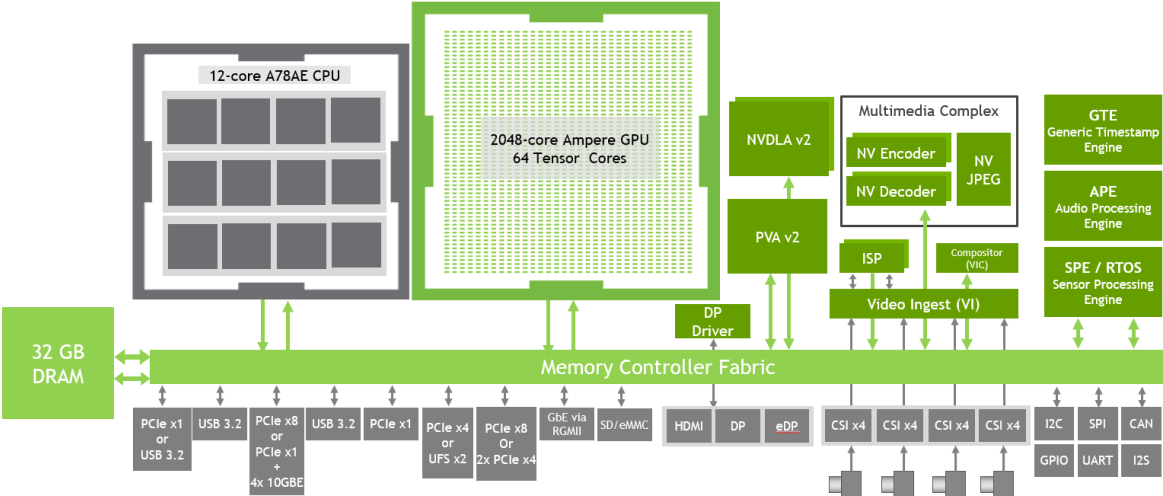 12-core A78AE CPU
2048-core Ampere GPU
64 Tensor Cores
NVDLA v2
PVA v2
Multimedia Complex
NV Encoder
NV Decoder
NV
JPEG
ISP
Compositor
(VIC)
Video Ingest (VI)
GTE
Generic Timestamp
Engine
APE
Audio Processing
Engine
SPE / RTOS
Sensor Processing
Engine
DP
Driver
32 GB
DRAM
Memory Controller Fabric
PCIe x1
or
USB 3.2
USB 3.2
PCIe x8
or
PCIe x1
+
4x 10GBE
USB 3.2
PCIe x1
PCIe x4
or
UFS x2
PCIe x8
Or
2x PCIe x4
GbE via
RGMII
SD/eMMC
HDMI
DP
eDP
CSI x4
CSI x4
CSI x4
CSI x4
I2C
SPI
CAN
GPIO
UART
I2S